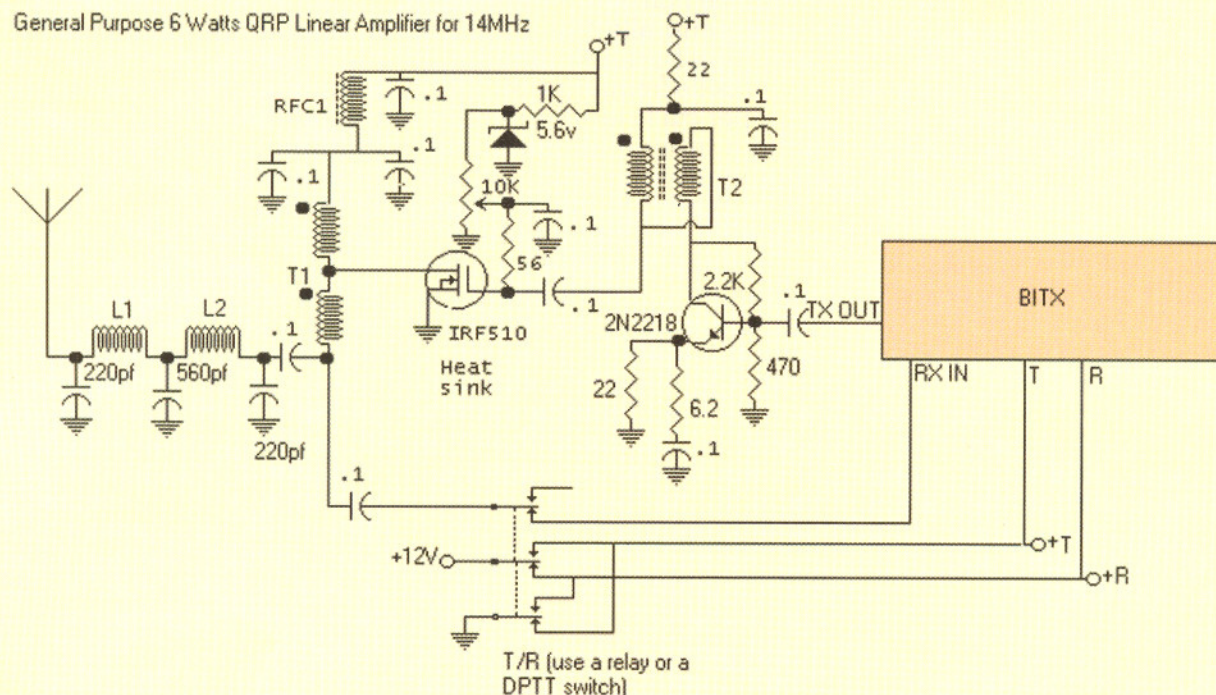 General Purpose 6 Watts QRP Linear Amplifier for 14MHz
+T
+T
22
RFC1
.1
1K
5.6v
.1
.1
.1
10K
T2
.1
56
T1
.1
2.2K
.1
TX OUT
BITX
L1
L2
.1
IRF510
2N2218
Heat
sink
220pf
560pf
220pf
22
6.2
470
RX IN
T
R
.1
.1
+12V
+T
+R
T/R (use a relay or a
DPTT switch)